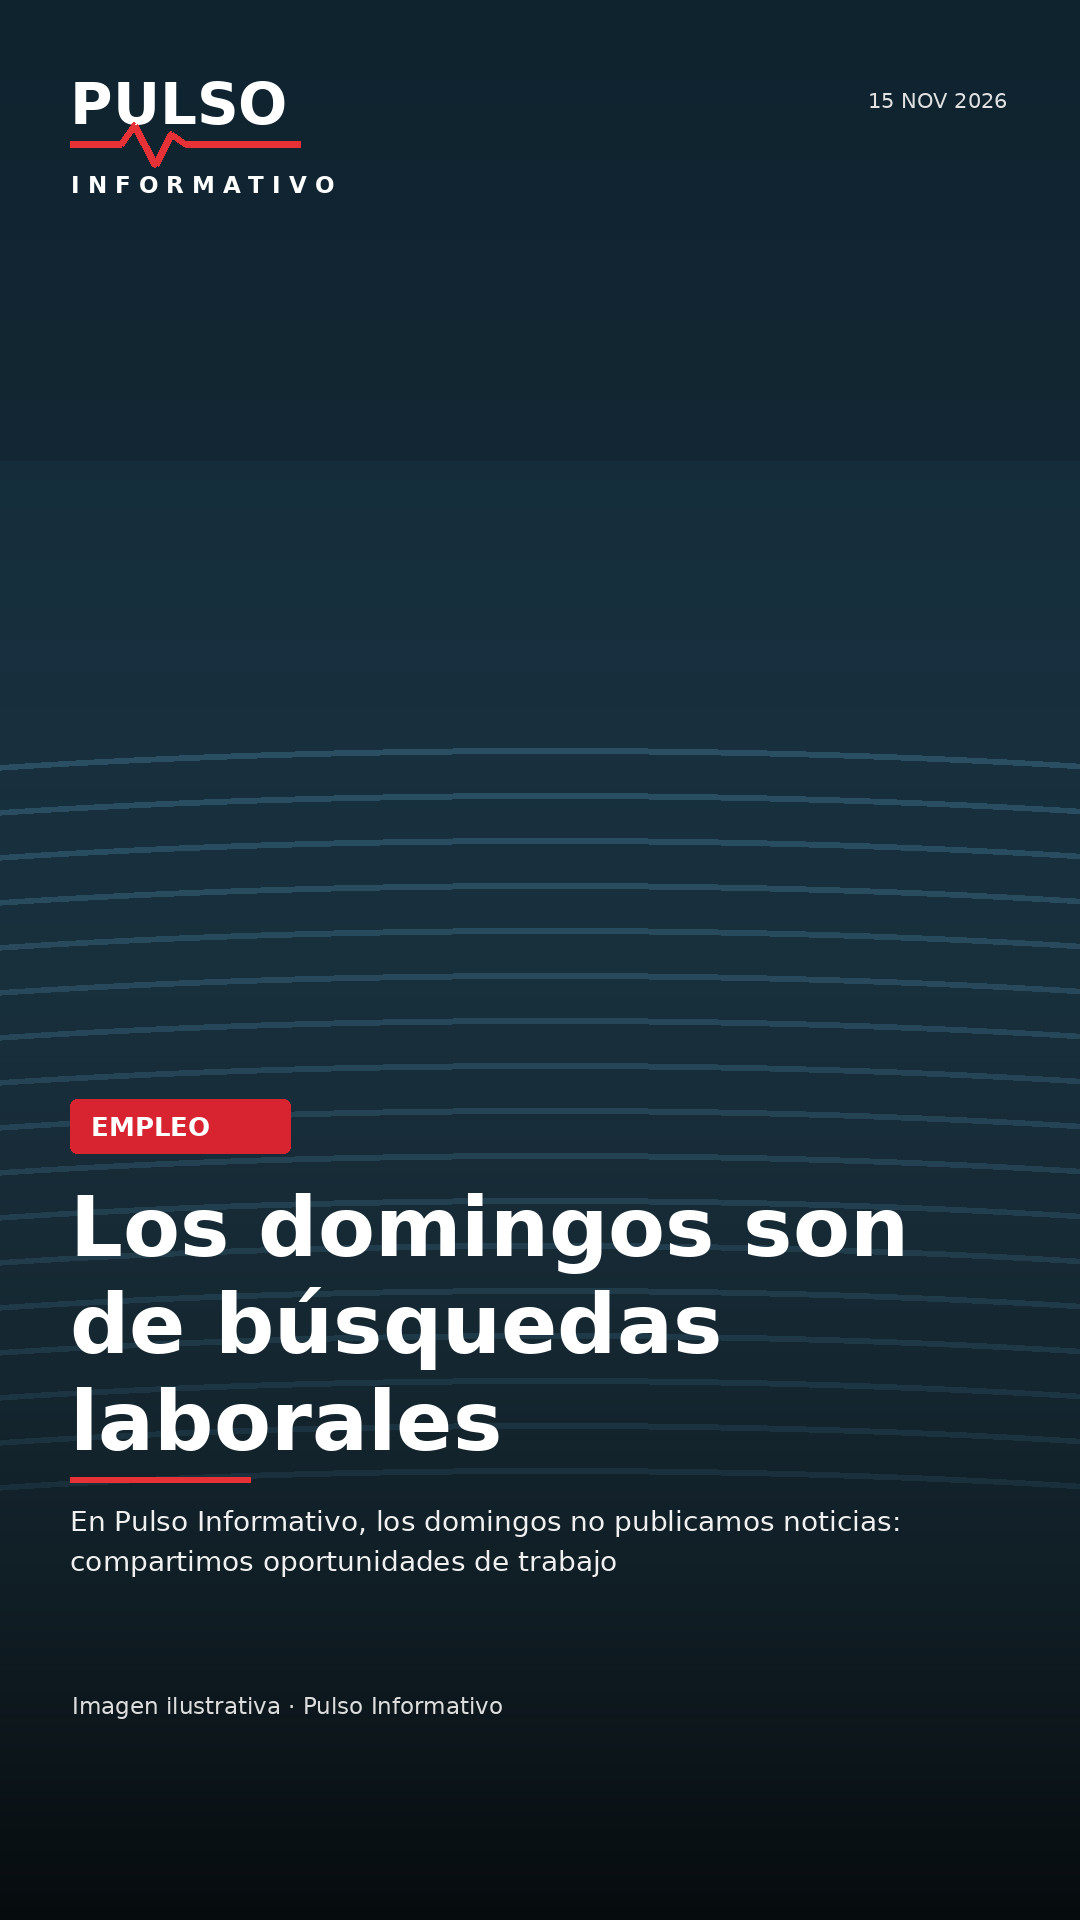 PULSO
INFORMATIVO
15 NOV 2026
EMPLEO
Los domingos son
de búsquedas
laborales
En Pulso Informativo, los domingos no publicamos noticias:
compartimos oportunidades de trabajo
Imagen ilustrativa · Pulso Informativo